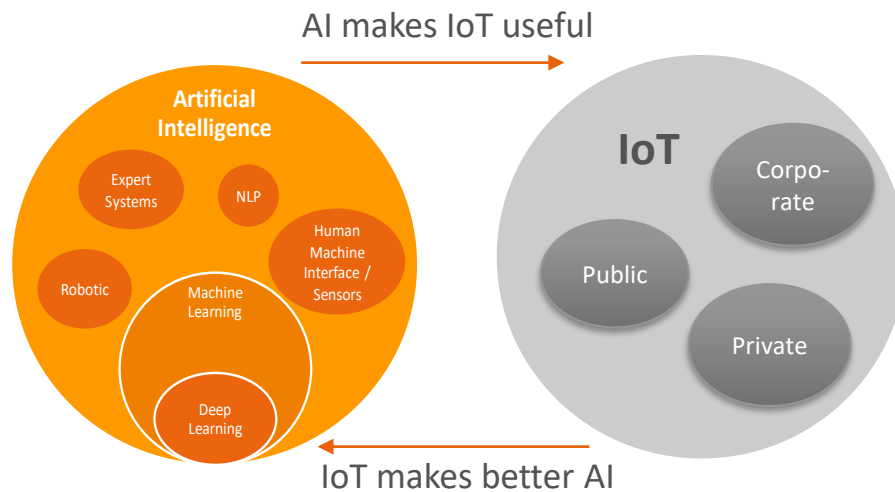 AI makes IoT useful
Artificial
Intelligence
Expert
Systems
NLP
Human
Machine
Interface /
Sensors
Robotic
Machine
Learning
Deep
Learning
IoT
Corpo-
rate
Public
Private
IoT makes better AI